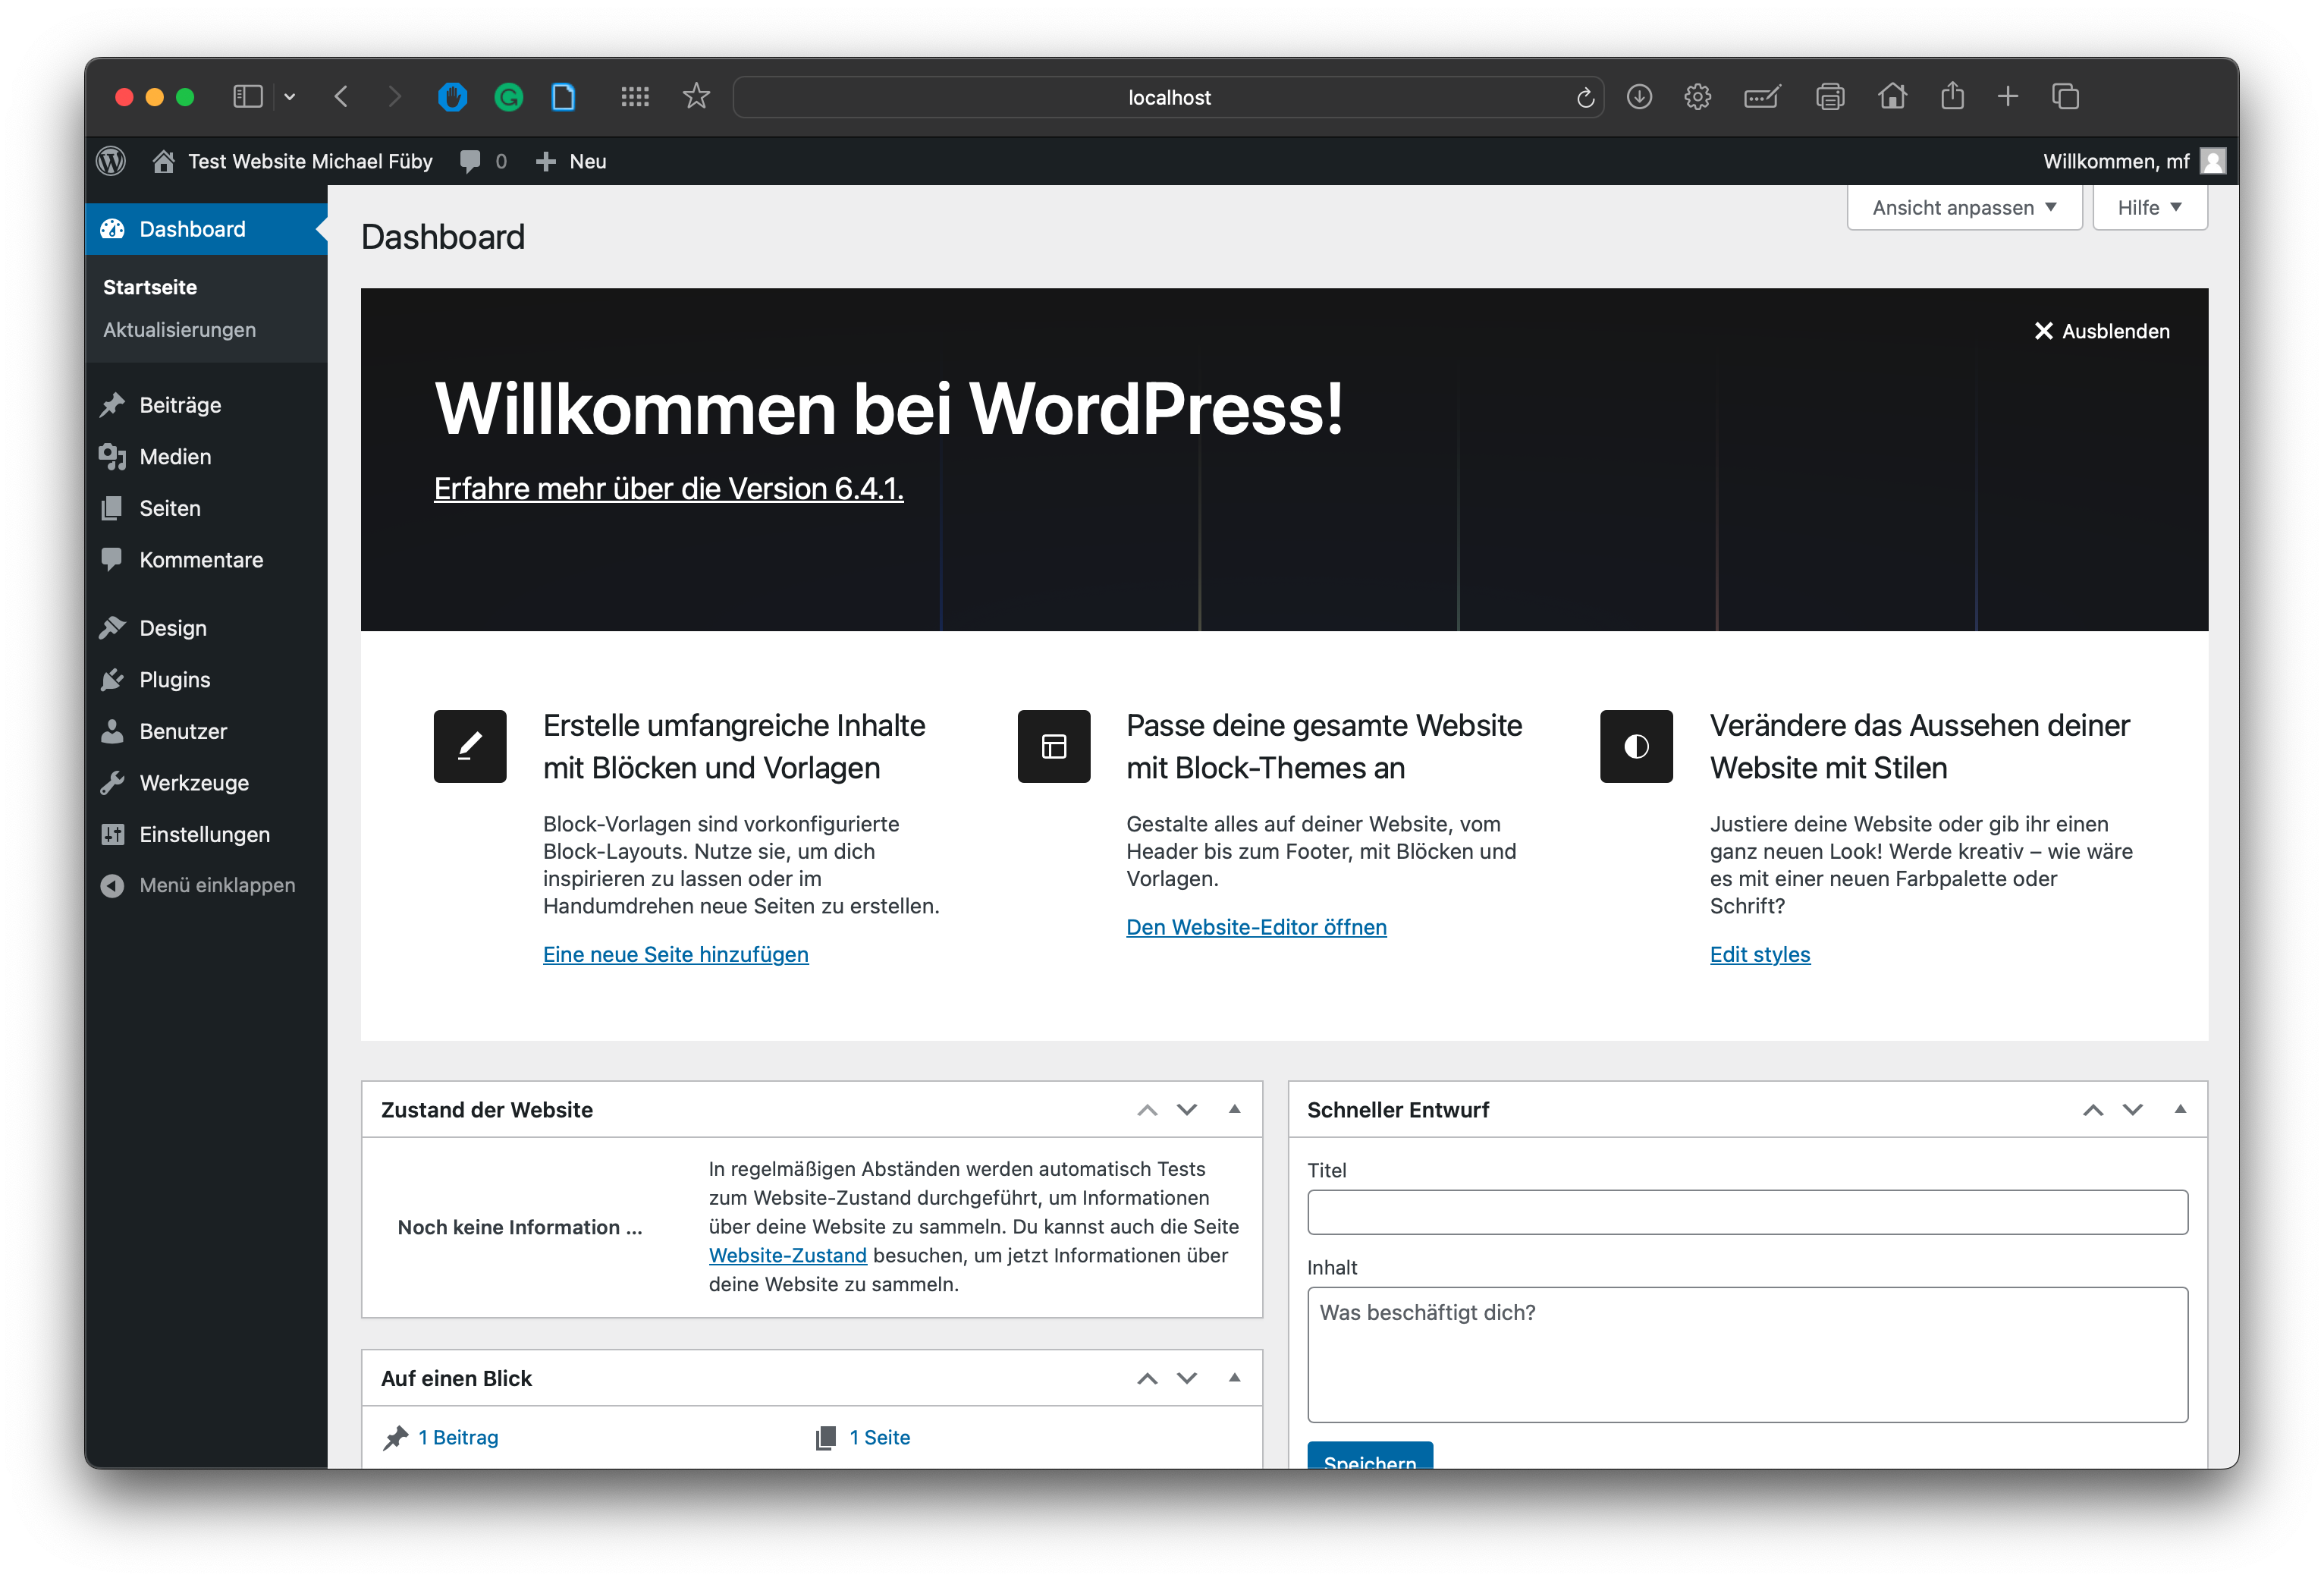 localhost
Test Website Michael Füby 0 Neu
Willkommen, mf
Dashboard
Startseite
Aktualisierungen
Beiträge
Medien
Seiten
Kommentare
Design
Plugins
Benutzer
Werkzeuge
Einstellungen
Menü einklappen
Ansicht anpassen
Hilfe
Dashboard
Ausblenden
Willkommen bei WordPress!
Erfahre mehr über die Version 6.4.1.
Erstelle umfangreiche Inhalte
mit Blöcken und Vorlagen
Block-Vorlagen sind vorkonfigurierte
Block-Layouts. Nutze sie, um dich
inspirieren zu lassen oder im
Handumdrehen neue Seiten zu erstellen.
Eine neue Seite hinzufügen
Passe deine gesamte Website
mit Block-Themes an
Gestalte alles auf deiner Website, vom
Header bis zum Footer, mit Blöcken und
Vorlagen.
Den Website-Editor öffnen
Verändere das Aussehen deiner
Website mit Stilen
Justiere deine Website oder gib ihr einen
ganz neuen Look! Werde kreativ – wie wäre
es mit einer neuen Farbpalette oder
Schrift?
Edit styles
Zustand der Website
Noch keine Information ...
In regelmäßigen Abständen werden automatisch Tests
zum Website-Zustand durchgeführt, um Informationen
über deine Website zu sammeln. Du kannst auch die Seite
Website-Zustand besuchen, um jetzt Informationen über
deine Website zu sammeln.
Auf einen Blick
1 Beitrag
1 Seite
Schneller Entwurf
Titel
Inhalt
Was beschäftigt dich?
Speichern